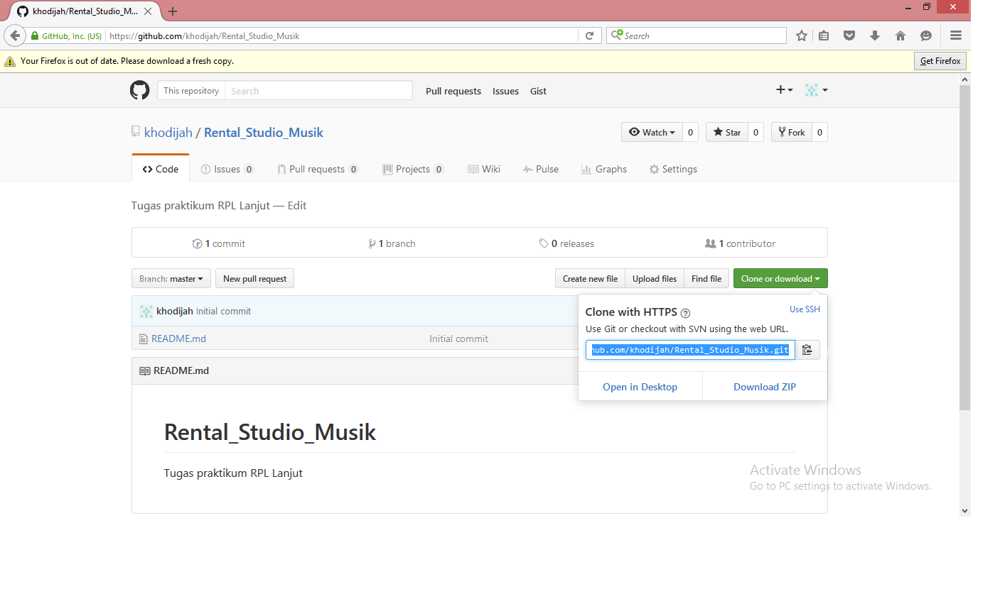 khodijah/Rental_Studio_M...
GitHub, Inc. (US) https://github.com/khodijah/Rental_Studio_Musik Search
Your Firefox is out of date. Please download a fresh copy. Get Firefox
This repository Search Pull requests Issues Gist
khodijah / Rental_Studio_Musik Watch 0 Star 0 Fork 0
Code Issues 0 Pull requests 0 Projects 0 Wiki Pulse Graphs Settings
Tugas praktikum RPL Lanjut — Edit
1 commit 1 branch 0 releases 1 contributor
Branch: master New pull request Create new file Upload files Find file Clone or download
khodijah Initial commit
README.md Initial commit
Clone with HTTPS Use SSH
Use Git or checkout with SVN using the web URL.
hub.com/khodijah/Rental_Studio_Musik.git
Open in Desktop Download ZIP
README.md
Rental_Studio_Musik
Tugas praktikum RPL Lanjut
Activate Windows
Go to PC settings to activate Windows.